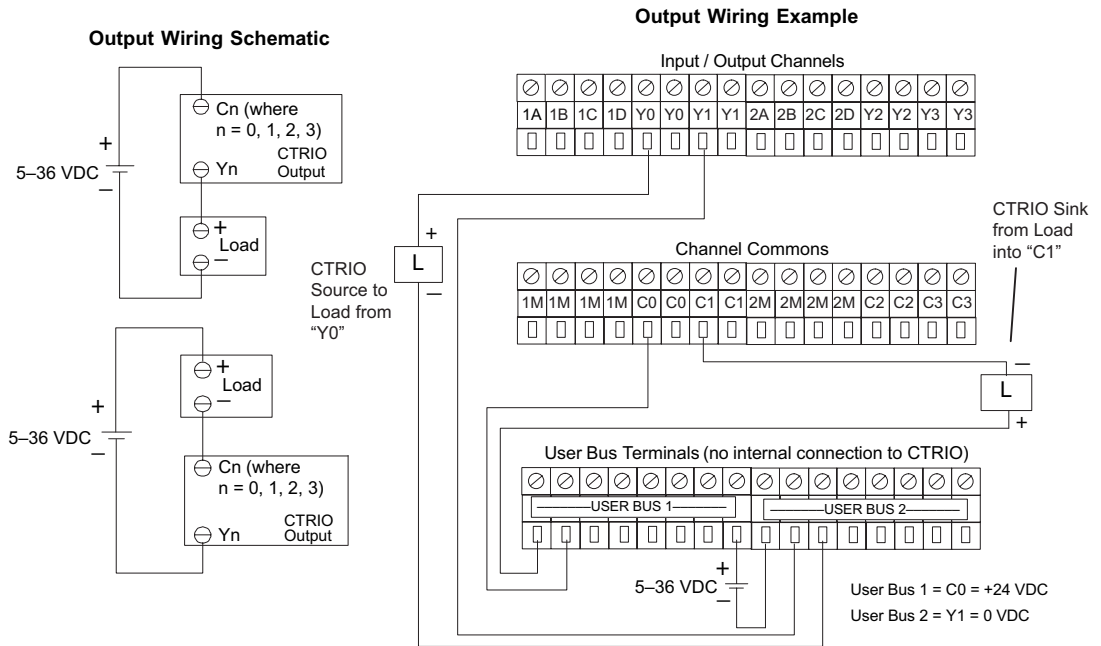 Output Wiring Schematic
+
5–36 VDC
–
Cn (where
n = 0, 1, 2, 3)
CTRIO
Output
Yn
+
Load
–
+
5–36 VDC
–
+
Load
–
Cn (where
n = 0, 1, 2, 3)
CTRIO
Output
Yn
Output Wiring Example
Input / Output Channels
1A 1B 1C 1D Y0 Y0 Y1 Y1 2A 2B 2C 2D Y2 Y2 Y3 Y3
+
L
–
CTRIO
Source to
Load from
“Y0”
Channel Commons
1M 1M 1M 1M C0 C0 C1 C1 2M 2M 2M 2M C2 C2 C3 C3
CTRIO Sink
from Load
into “C1”
–
L
+
User Bus Terminals (no internal connection to CTRIO)
USER BUS 1 USER BUS 2
+
5–36 VDC
–
User Bus 1 = C0 = +24 VDC
User Bus 2 = Y1 = 0 VDC